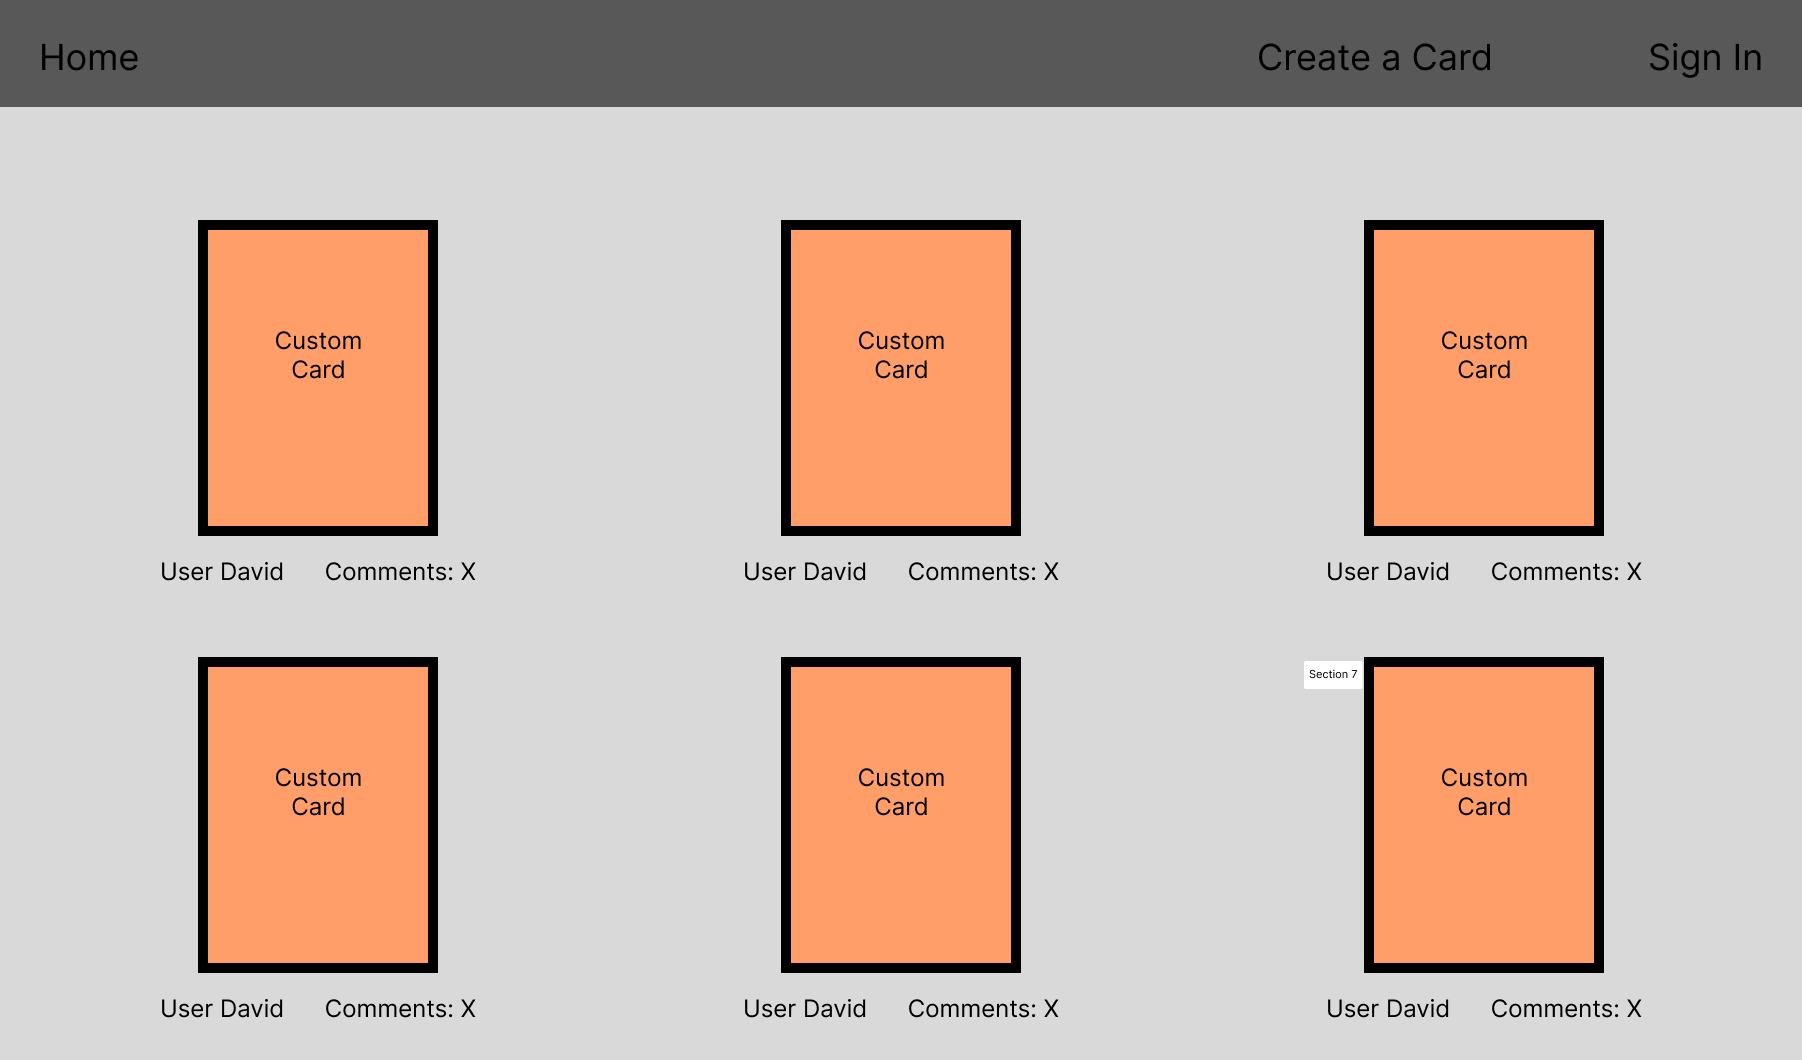 Home Create a Card Sign In
Custom Custom Custom
Card Card Card
User David Comments: X User David Comments: X User David Comments: X
Section 7
Custom Custom Custom
Card Card Card
User David Comments: X User David Comments: X User David Comments: X